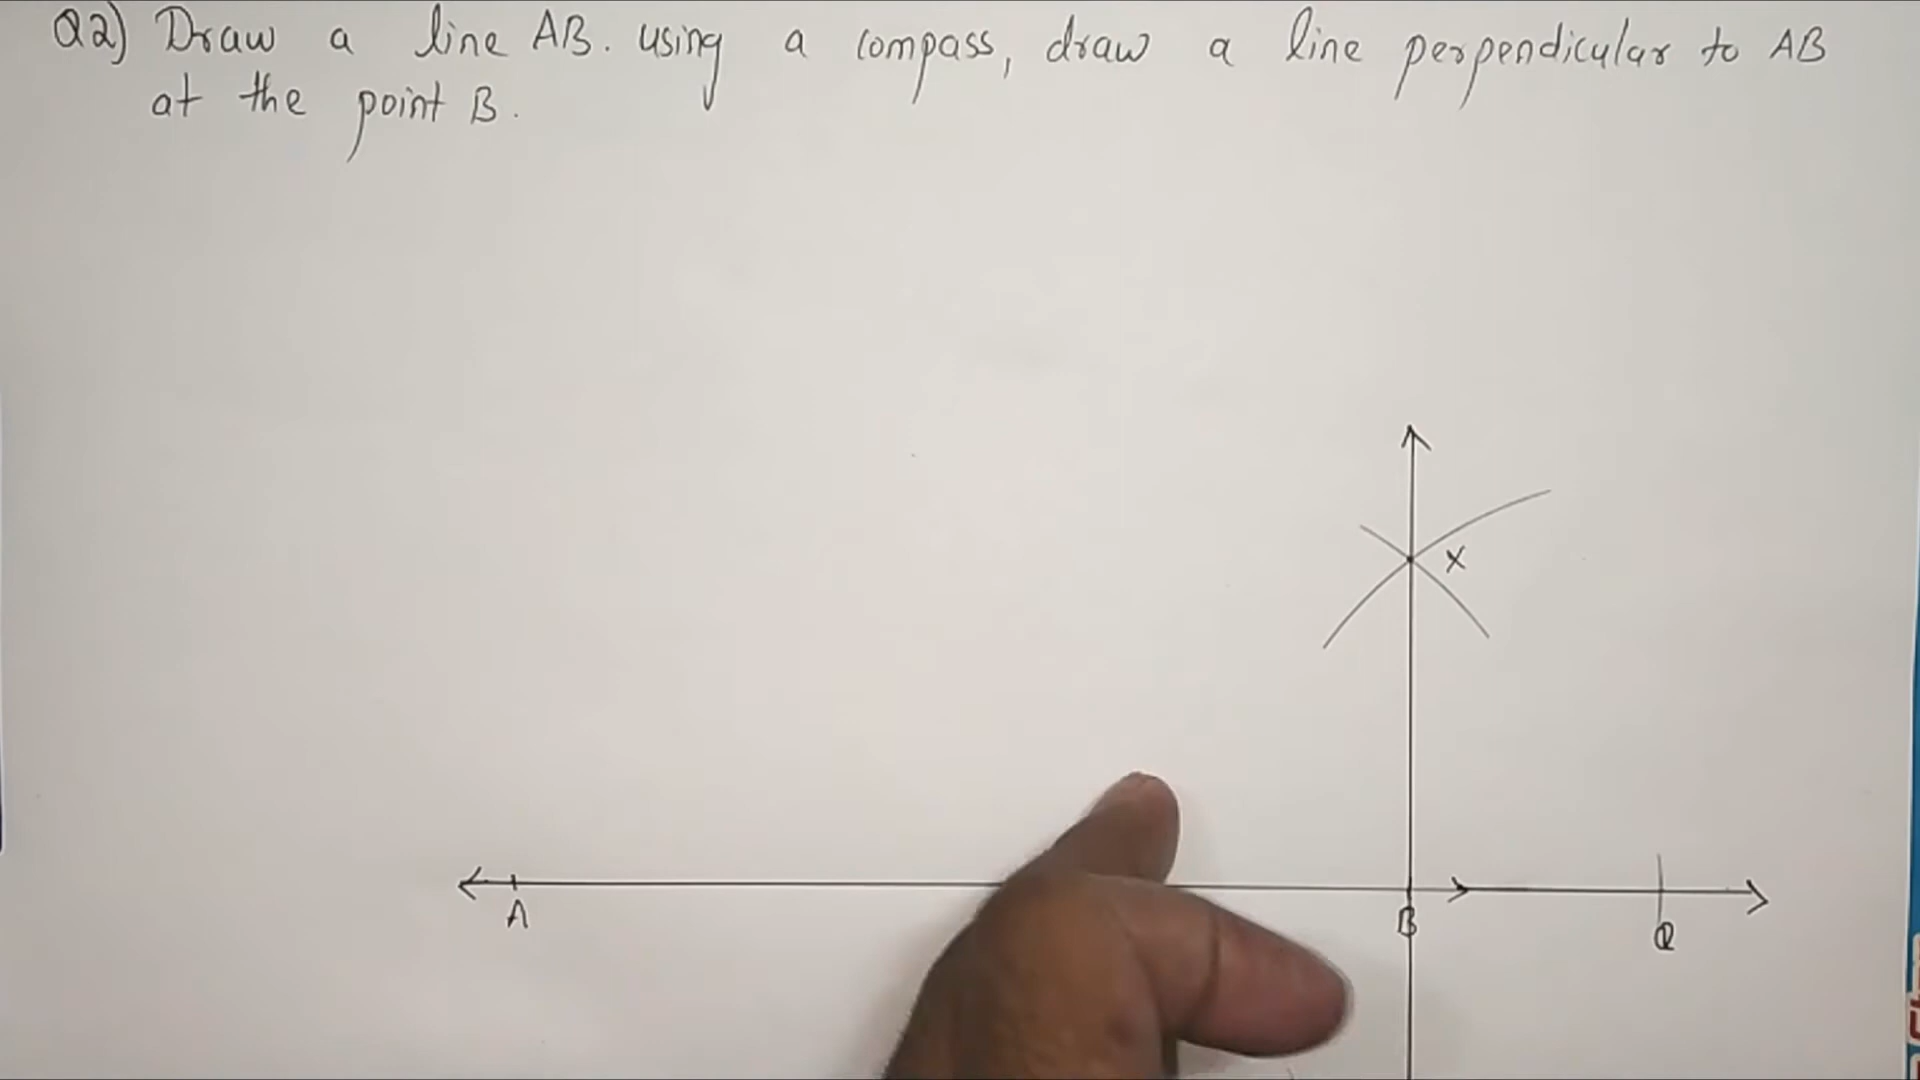 Q2) Draw a line AB. using a compass, draw a line perpendicular to AB
at the point B.
X
A
B
Q